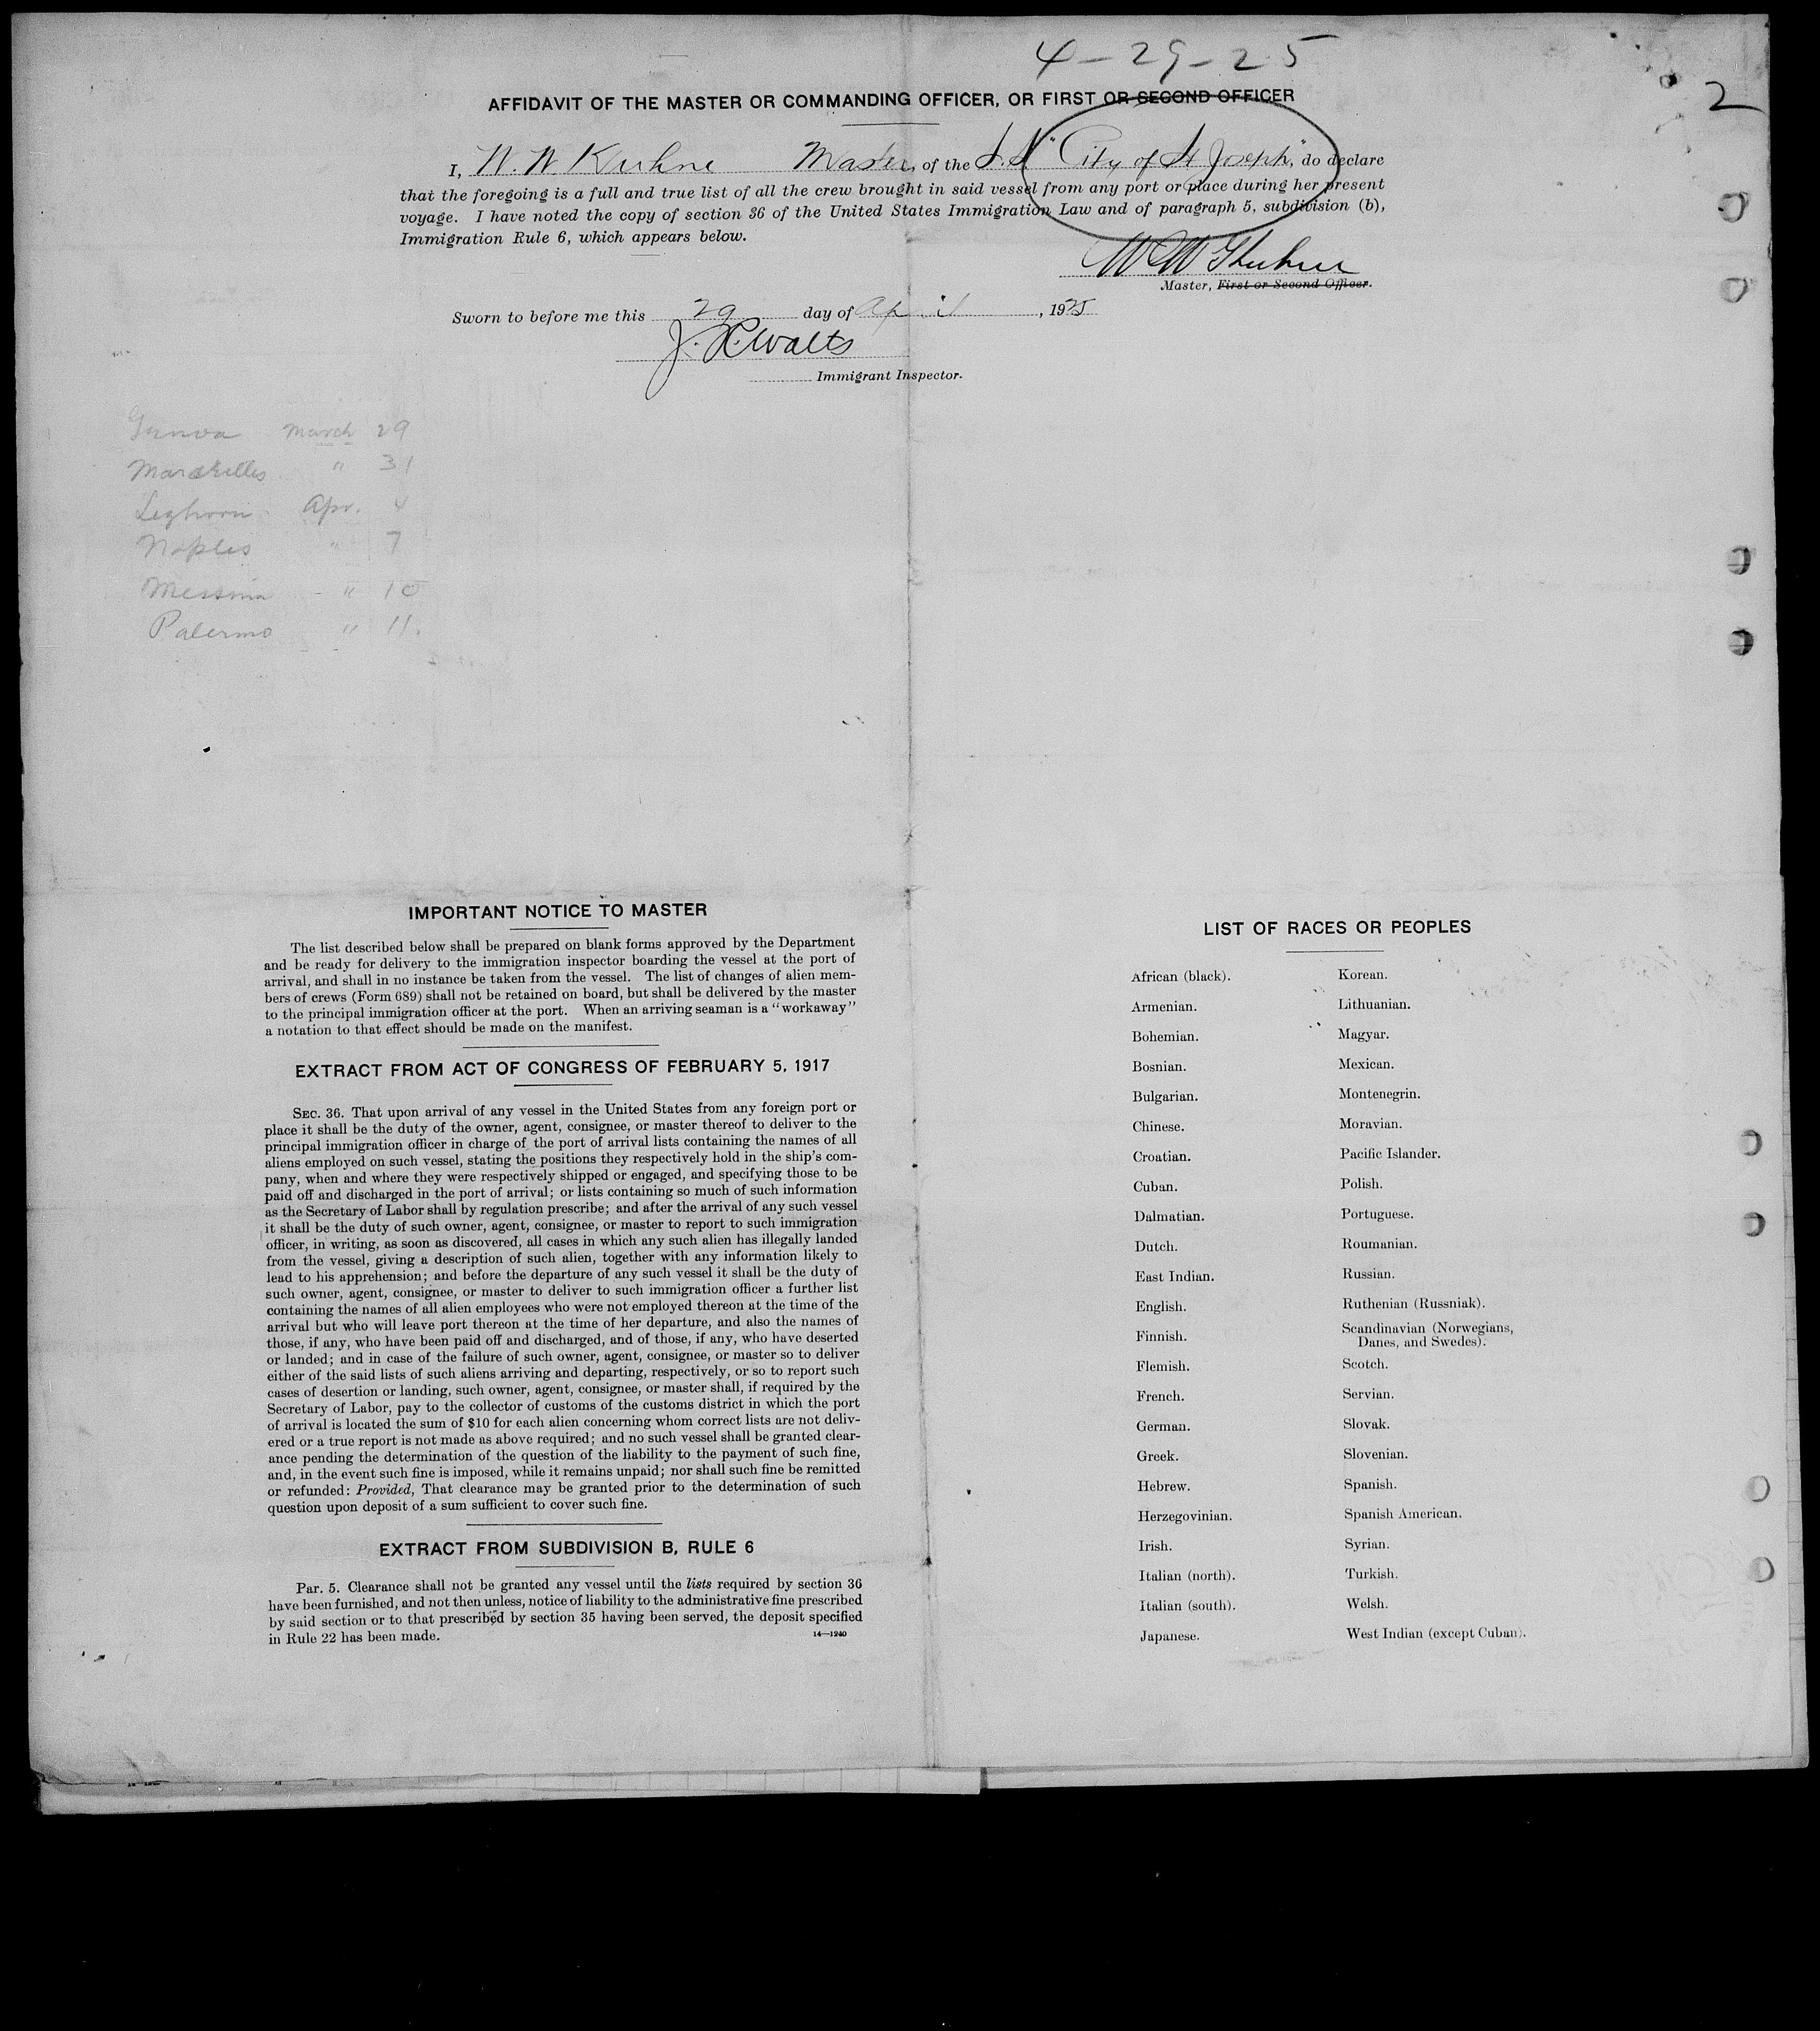 4-29-25
2
AFFIDAVIT OF THE MASTER OR COMMANDING OFFICER, OR FIRST OR SECOND OFFICER
I, W. W. Kuhne Master, of the S.S. "City of St Joseph", do declare
that the foregoing is a full and true list of all the crew brought in said vessel from any port or place during her present
voyage. I have noted the copy of section 36 of the United States Immigration Law and of paragraph 5, subdivision (b),
Immigration Rule 6, which appears below.
Master, First or Second Officer.
Sworn to before me this 29 day of April, 1925
Immigrant Inspector.
Genoa March 29
Marseilles " 31
Leghorn Apr. 4
Naples " 7
Messina - " 10
Palermo " 11.
IMPORTANT NOTICE TO MASTER
The list described below shall be prepared on blank forms approved by the Department
and be ready for delivery to the immigration inspector boarding the vessel at the port of
arrival, and shall in no instance be taken from the vessel. The list of changes of alien mem-
bers of crews (Form 689) shall not be retained on board, but shall be delivered by the master
to the principal immigration officer at the port. When an arriving seaman is a "workaway"
a notation to that effect should be made on the manifest.
EXTRACT FROM ACT OF CONGRESS OF FEBRUARY 5, 1917
SEC. 36. That upon arrival of any vessel in the United States from any foreign port or
place it shall be the duty of the owner, agent, consignee, or master thereof to deliver to the
principal immigration officer in charge of the port of arrival lists containing the names of all
aliens employed on such vessel, stating the positions they respectively hold in the ship's com-
pany, when and where they were respectively shipped or engaged, and specifying those to be
paid off and discharged in the port of arrival; or lists containing so much of such information
as the Secretary of Labor shall by regulation prescribe; and after the arrival of any such vessel
it shall be the duty of such owner, agent, consignee, or master to report to such immigration
officer, in writing, as soon as discovered, all cases in which any such alien has illegally landed
from the vessel, giving a description of such alien, together with any information likely to
lead to his apprehension; and before the departure of any such vessel it shall be the duty of
such owner, agent, consignee, or master to deliver to such immigration officer a further list
containing the names of all alien employees who were not employed thereon at the time of the
arrival but who will leave port thereon at the time of her departure, and also the names of
those, if any, who have been paid off and discharged, and of those, if any, who have deserted
or landed; and in case of the failure of such owner, agent, consignee, or master so to deliver
either of the said lists of such aliens arriving and departing, respectively, or so to report such
cases of desertion or landing, such owner, agent, consignee, or master shall, if required by the
Secretary of Labor, pay to the collector of customs of the customs district in which the port
of arrival is located the sum of $10 for each alien concerning whom correct lists are not deliv-
ered or a true report is not made as above required; and no such vessel shall be granted clear-
ance pending the determination of the question of the liability to the payment of such fine,
and, in the event such fine is imposed, while it remains unpaid; nor shall such fine be remitted
or refunded: Provided, That clearance may be granted prior to the determination of such
question upon deposit of a sum sufficient to cover such fine.
EXTRACT FROM SUBDIVISION B, RULE 6
Par. 5. Clearance shall not be granted any vessel until the lists required by section 36
have been furnished, and not then unless, notice of liability to the administrative fine prescribed
by said section or to that prescribed by section 35 having been served, the deposit specified
in Rule 22 has been made.
14—1240
LIST OF RACES OR PEOPLES
African (black).
Armenian.
Bohemian.
Bosnian.
Bulgarian.
Chinese.
Croatian.
Cuban.
Dalmatian.
Dutch.
East Indian.
English.
Finnish.
Flemish.
French.
German.
Greek.
Hebrew.
Herzegovinian.
Irish.
Italian (north).
Italian (south).
Japanese.
Korean.
Lithuanian.
Magyar.
Mexican.
Montenegrin.
Moravian.
Pacific Islander.
Polish.
Portuguese.
Roumanian.
Russian.
Ruthenian (Russniak).
Scandinavian (Norwegians,
Danes, and Swedes).
Scotch.
Servian.
Slovak.
Slovenian.
Spanish.
Spanish American.
Syrian.
Turkish.
Welsh.
West Indian (except Cuban).